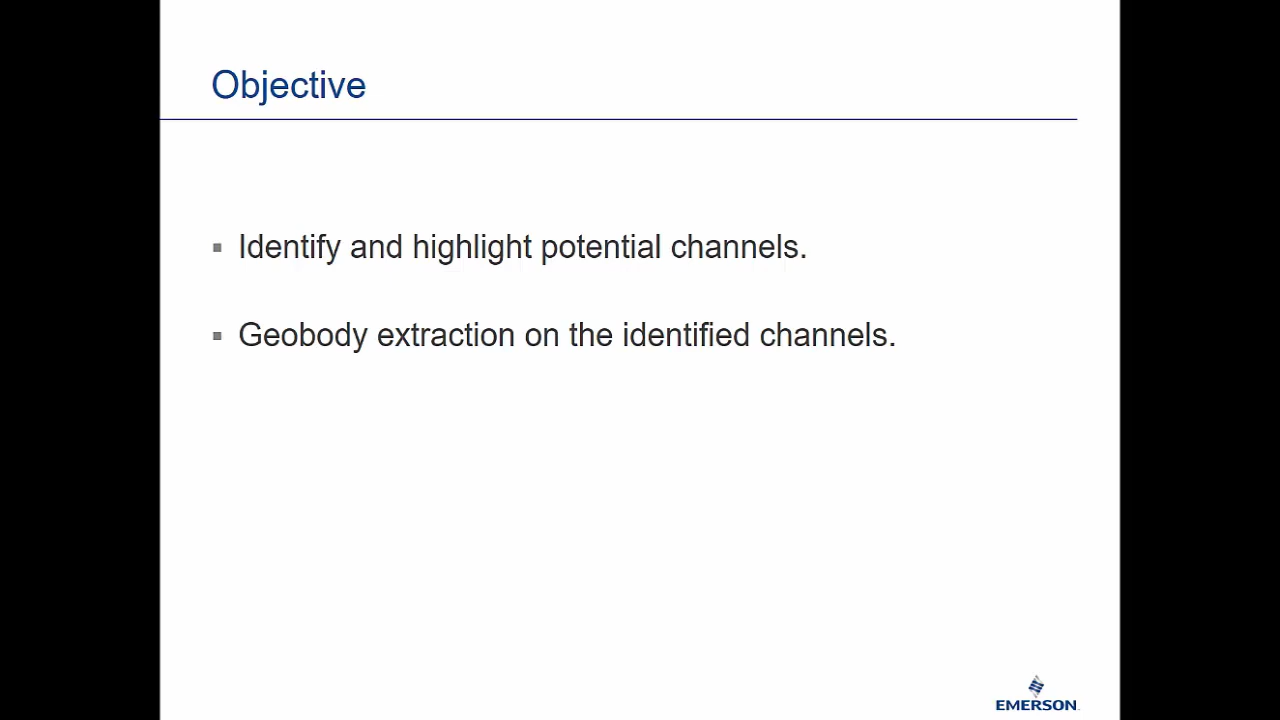 Objective
Identify and highlight potential channels.
Geobody extraction on the identified channels.
EMERSON